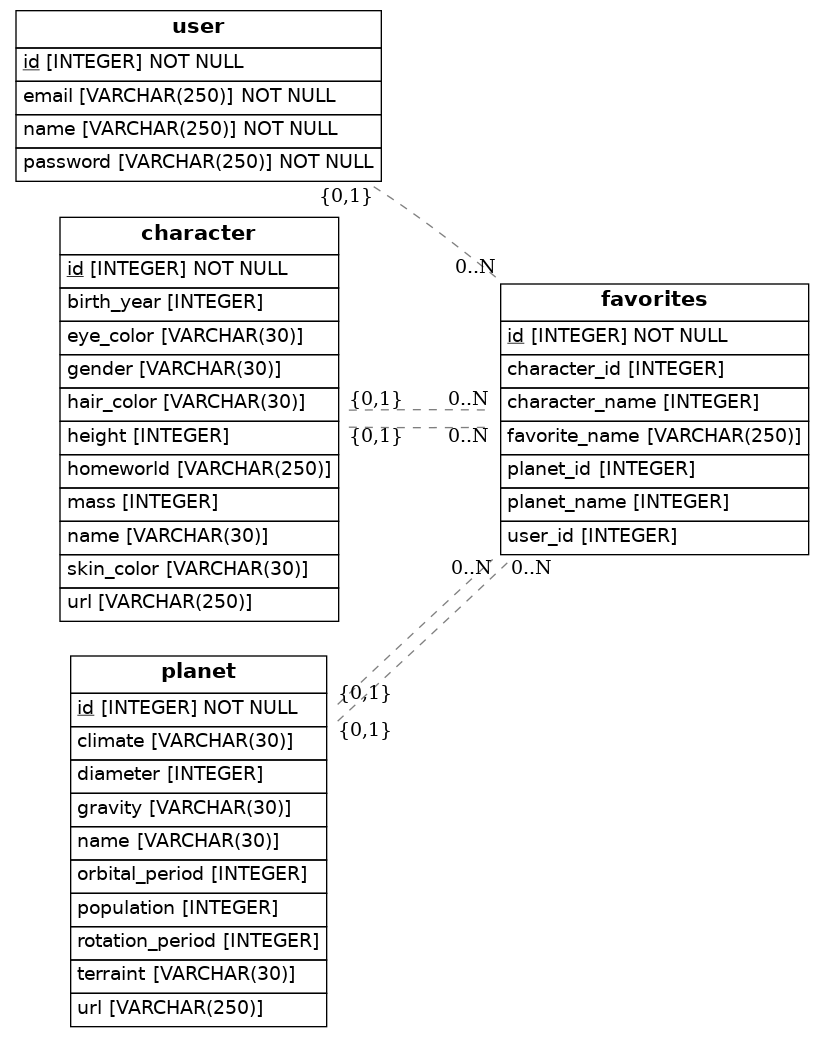 user
id [INTEGER] NOT NULL
email [VARCHAR(250)] NOT NULL
name [VARCHAR(250)] NOT NULL
password [VARCHAR(250)] NOT NULL
{0,1}
0..N
character
id [INTEGER] NOT NULL
birth_year [INTEGER]
eye_color [VARCHAR(30)]
gender [VARCHAR(30)]
hair_color [VARCHAR(30)]
height [INTEGER]
homeworld [VARCHAR(250)]
mass [INTEGER]
name [VARCHAR(30)]
skin_color [VARCHAR(30)]
url [VARCHAR(250)]
{0,1} 0..N
{0,1} 0..N
favorites
id [INTEGER] NOT NULL
character_id [INTEGER]
character_name [INTEGER]
favorite_name [VARCHAR(250)]
planet_id [INTEGER]
planet_name [INTEGER]
user_id [INTEGER]
0..N 0..N
{0,1}
{0,1}
planet
id [INTEGER] NOT NULL
climate [VARCHAR(30)]
diameter [INTEGER]
gravity [VARCHAR(30)]
name [VARCHAR(30)]
orbital_period [INTEGER]
population [INTEGER]
rotation_period [INTEGER]
terraint [VARCHAR(30)]
url [VARCHAR(250)]